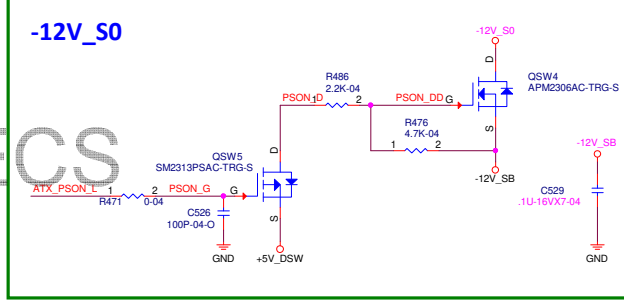 -12V_S0
-12V_S0
D
QSW4
APM2306AC-TRG-S
R486
2.2K-04
PSON_D 1 2 PSON_DD G
R476
4.7K-04
1 2
S
-12V_SB
-12V_SB
C529
.1U-16VX7-04
GND
ECS
QSW5
SM2313PSAC-TRG-S
D
ATX_PSON_L 1 2 PSON_G G
R471 0-04
C526
100P-04-O
GND
S
+5V_DSW